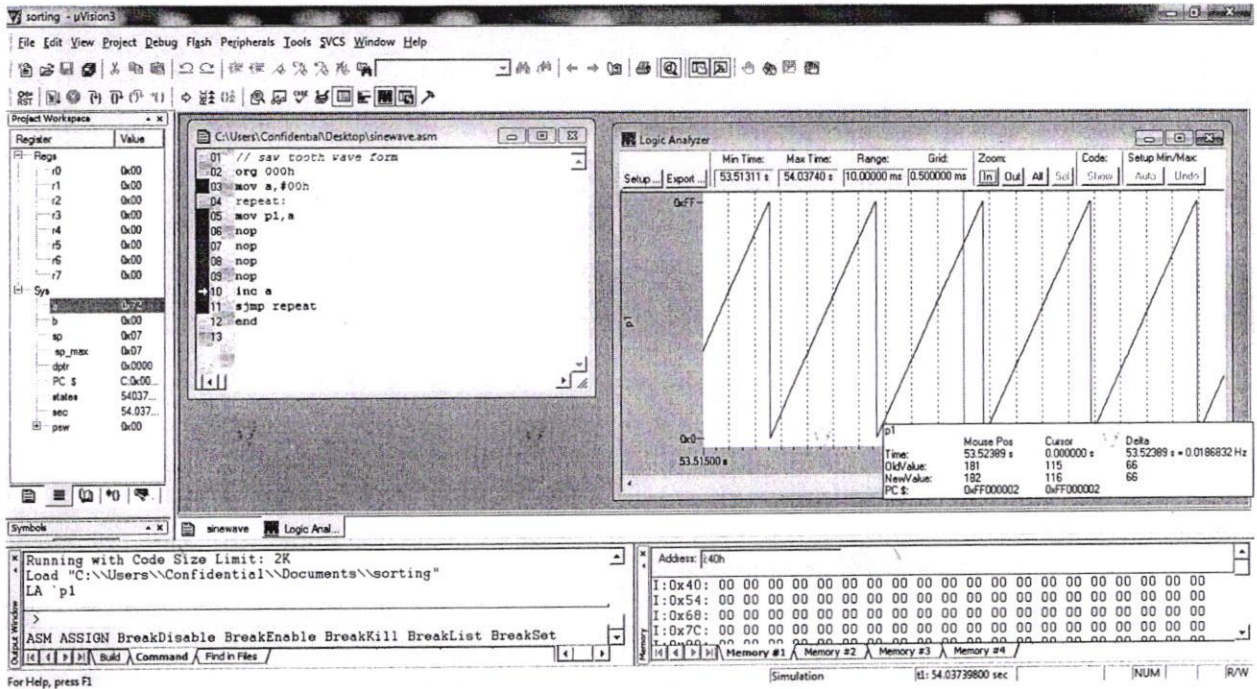 sorting - µVision3
File Edit View Project Debug Flash Peripherals Tools SVCS Window Help
Project Workspace
Register Value
Regs
r0 0x00
r1 0x00
r2 0x00
r3 0x00
r4 0x00
r5 0x00
r6 0x00
r7 0x00
Sys
b 0x00
sp 0x07
sp_max 0x07
dptr 0x0000
PC $ C:0x00...
states 54037...
sec 54.037...
psw 0x00
Symbols
C:\Users\Confidential\Desktop\sinewave.asm
01 // saw tooth wave form
02 org 000h
03 mov a,#00h
04 repeat:
05 mov p1,a
06 nop
07 nop
08 nop
09 nop
10 inc a
11 sjmp repeat
12 end
13
Logic Analyzer
Min Time: Max Time: Range: Grid: Zoom: Code: Setup Min/Max:
Setup... Export... 53.51311 s 54.03740 s 10.00000 ms 0.500000 ms In Out All Sel Show Auto Undo
0xFF
p1
0x0
53.51500 s
p1
Mouse Pos Cursor Delta
Time: 53.52389 s 0.000000 s 53.52389 s = 0.0186832 Hz
OldValue: 181 115 66
NewValue: 182 116 66
PC $: 0xFF000002 0xFF000002
sinewave Logic Anal...
Running with Code Size Limit: 2K
Load "C:\\Users\\Confidential\\Documents\\sorting"
LA `p1
>
ASM ASSIGN BreakDisable BreakEnable BreakKill BreakList BreakSet
Output Window
Build Command Find in Files
Address: i:40h
I:0x40: 00 00 00 00 00 00 00 00 00 00 00 00 00 00 00 00 00 00 00 00
I:0x54: 00 00 00 00 00 00 00 00 00 00 00 00 00 00 00 00 00 00 00 00
I:0x68: 00 00 00 00 00 00 00 00 00 00 00 00 00 00 00 00 00 00 00 00
I:0x7C: 00 00 00 00 00 00 00 00 00 00 00 00 00 00 00 00 00 00 00 00
Memory
Memory #1 Memory #2 Memory #3 Memory #4
For Help, press F1
Simulation t1: 54.03739800 sec NUM R/W